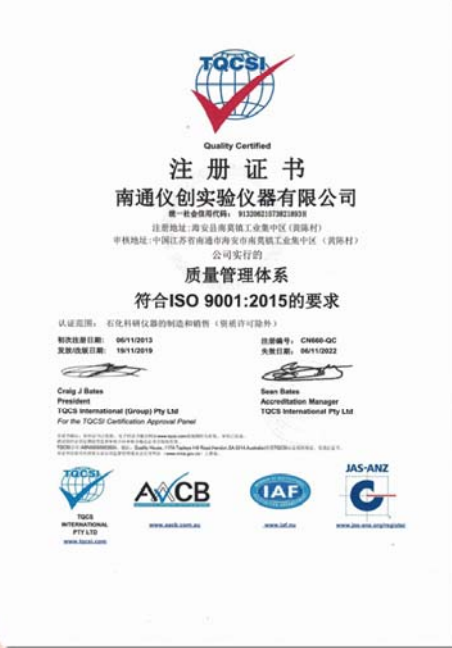 TQCSI
Quality Certified
注册证书
南通仪创实验仪器有限公司
统一社会信用代码:
注册地址:海安县南莫镇工业集中区(黄陈村)
审核地址:中国江苏省南通市海安市南莫镇工业集中区(黄陈村)
公司实行的
质量管理体系
符合ISO 9001:2015的要求
认证范围: 石化科研仪器的制造和销售(资质许可除外)
初次注册日期: 06/11/2013 注册编号: CN660-QC
发放/改版日期: 19/11/2019 失效日期: 06/11/2022
Craig J Bates Sean Bates
President Accreditation Manager
TQCS International (Group) Pty Ltd TQCS International Pty Ltd
For the TQCSI Certification Approval Panel
TQCSI AWCB IAF JAS-ANZ
TQCS
INTERNATIONAL
PTY LTD
www.tqcsi.com www.aacb.com.au www.iaf.nu www.jas-anz.org/register